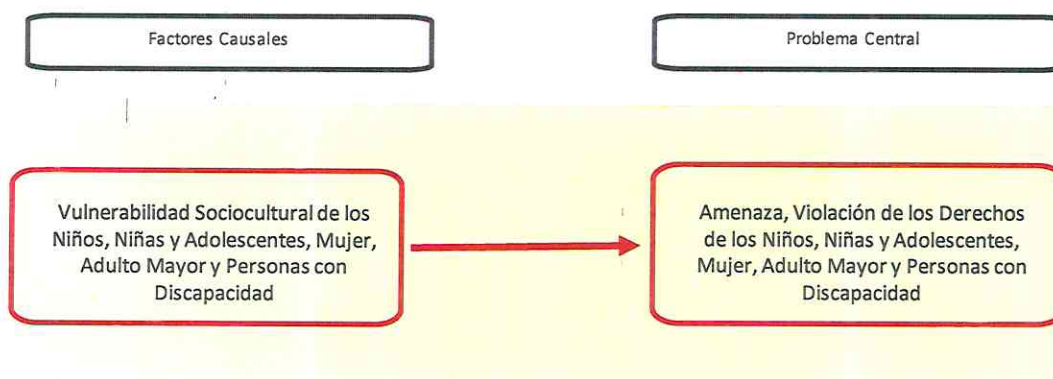 Factores Causales
Problema Central
Vulnerabilidad Sociocultural de los
Niños, Niñas y Adolescentes, Mujer,
Adulto Mayor y Personas con
Discapacidad
Amenaza, Violación de los Derechos
de los Niños, Niñas y Adolescentes,
Mujer, Adulto Mayor y Personas con
Discapacidad